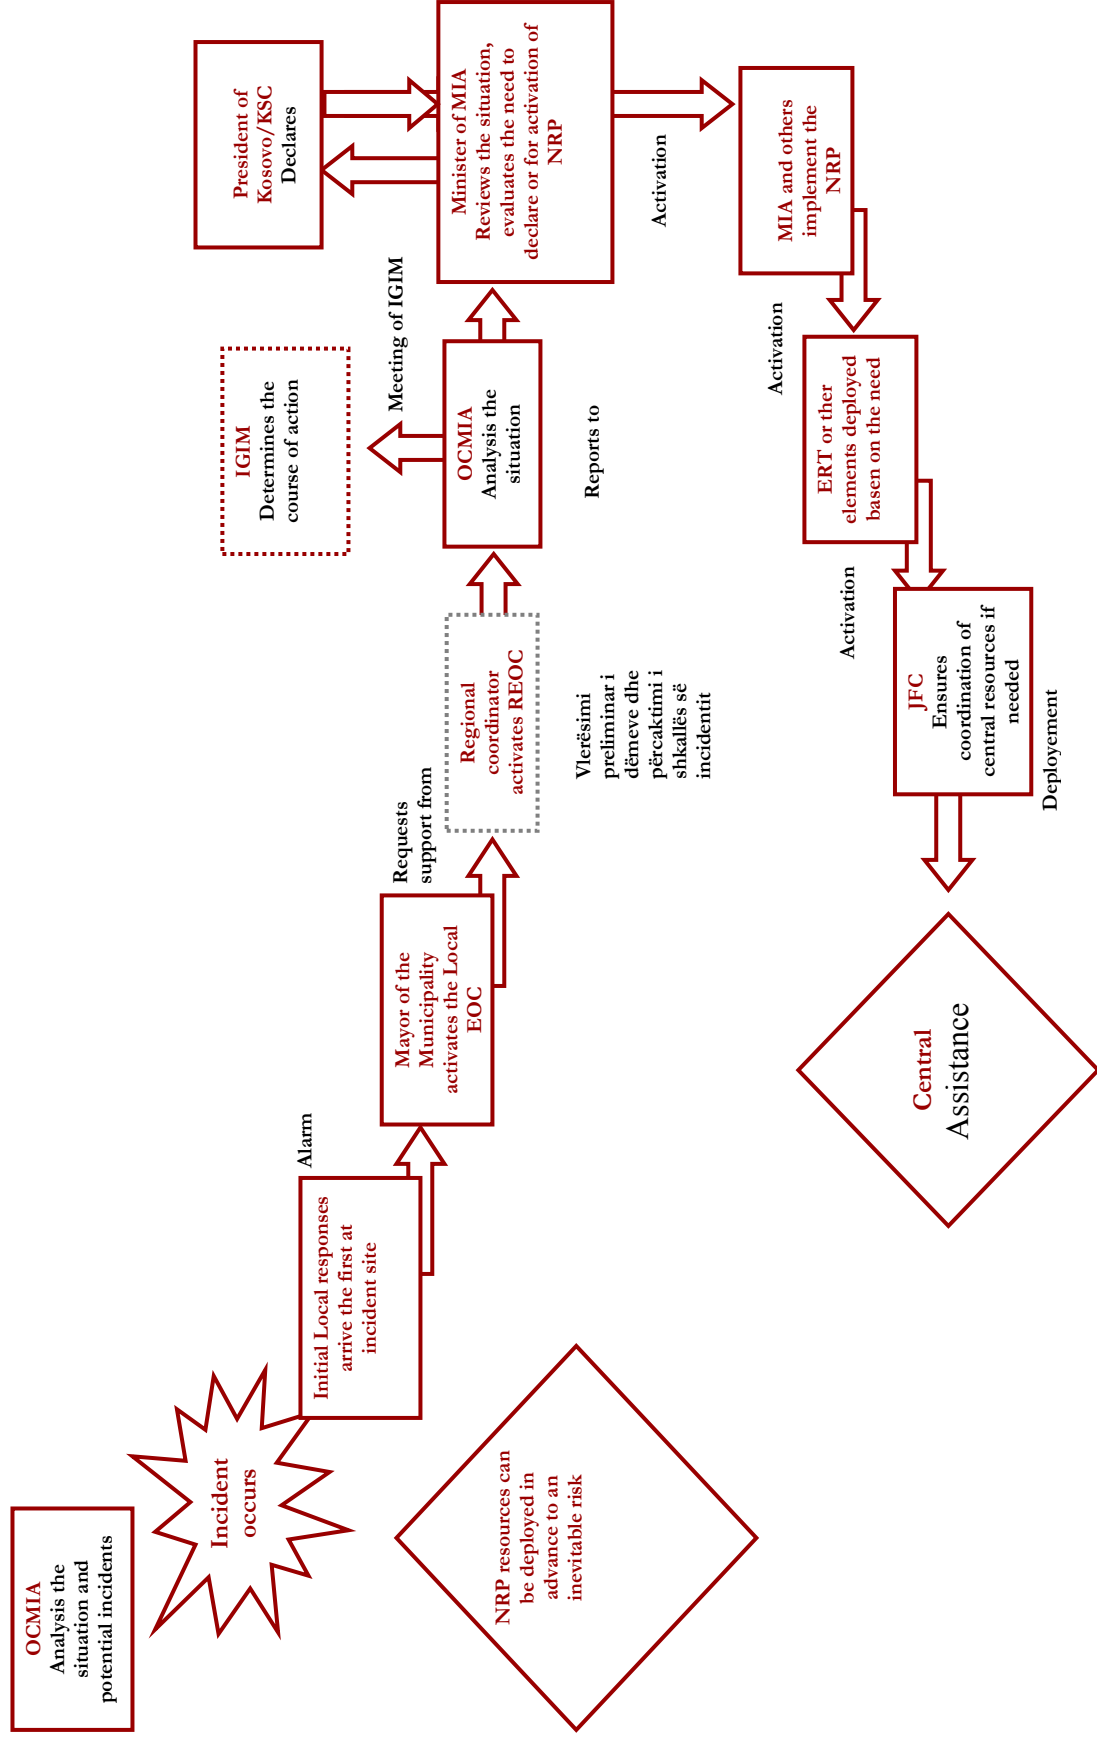 OCMIA
Analysis the
situation and
potential incidents
Incident
occurs
Initial Local responses
arrive the first at
incident site
Alarm
NRP resources can
be deployed in
advance to an
inevitable risk
Mayor of the
Municipality
activates the Local
EOC
Requests
support from
Regional
coordinator
activates REOC
Vlerësimi
preliminar i
dëmeve dhe
përcaktimi i
shkallës së
incidentit
OCMIA
Analysis the
situation
Reports to
IGIM
Determines the
course of action
Meeting of IGIM
President of
Kosovo/KSC
Declares
Minister of MIA
Reviews the situation,
evaluates the need to
declare or for activation of
NRP
Activation
MIA and others
implement the
NRP
Activation
ERT or ther
elements deployed
basen on the need
Activation
JFC
Ensures
coordination of
central resources if
needed
Deployement
Central
Assistance